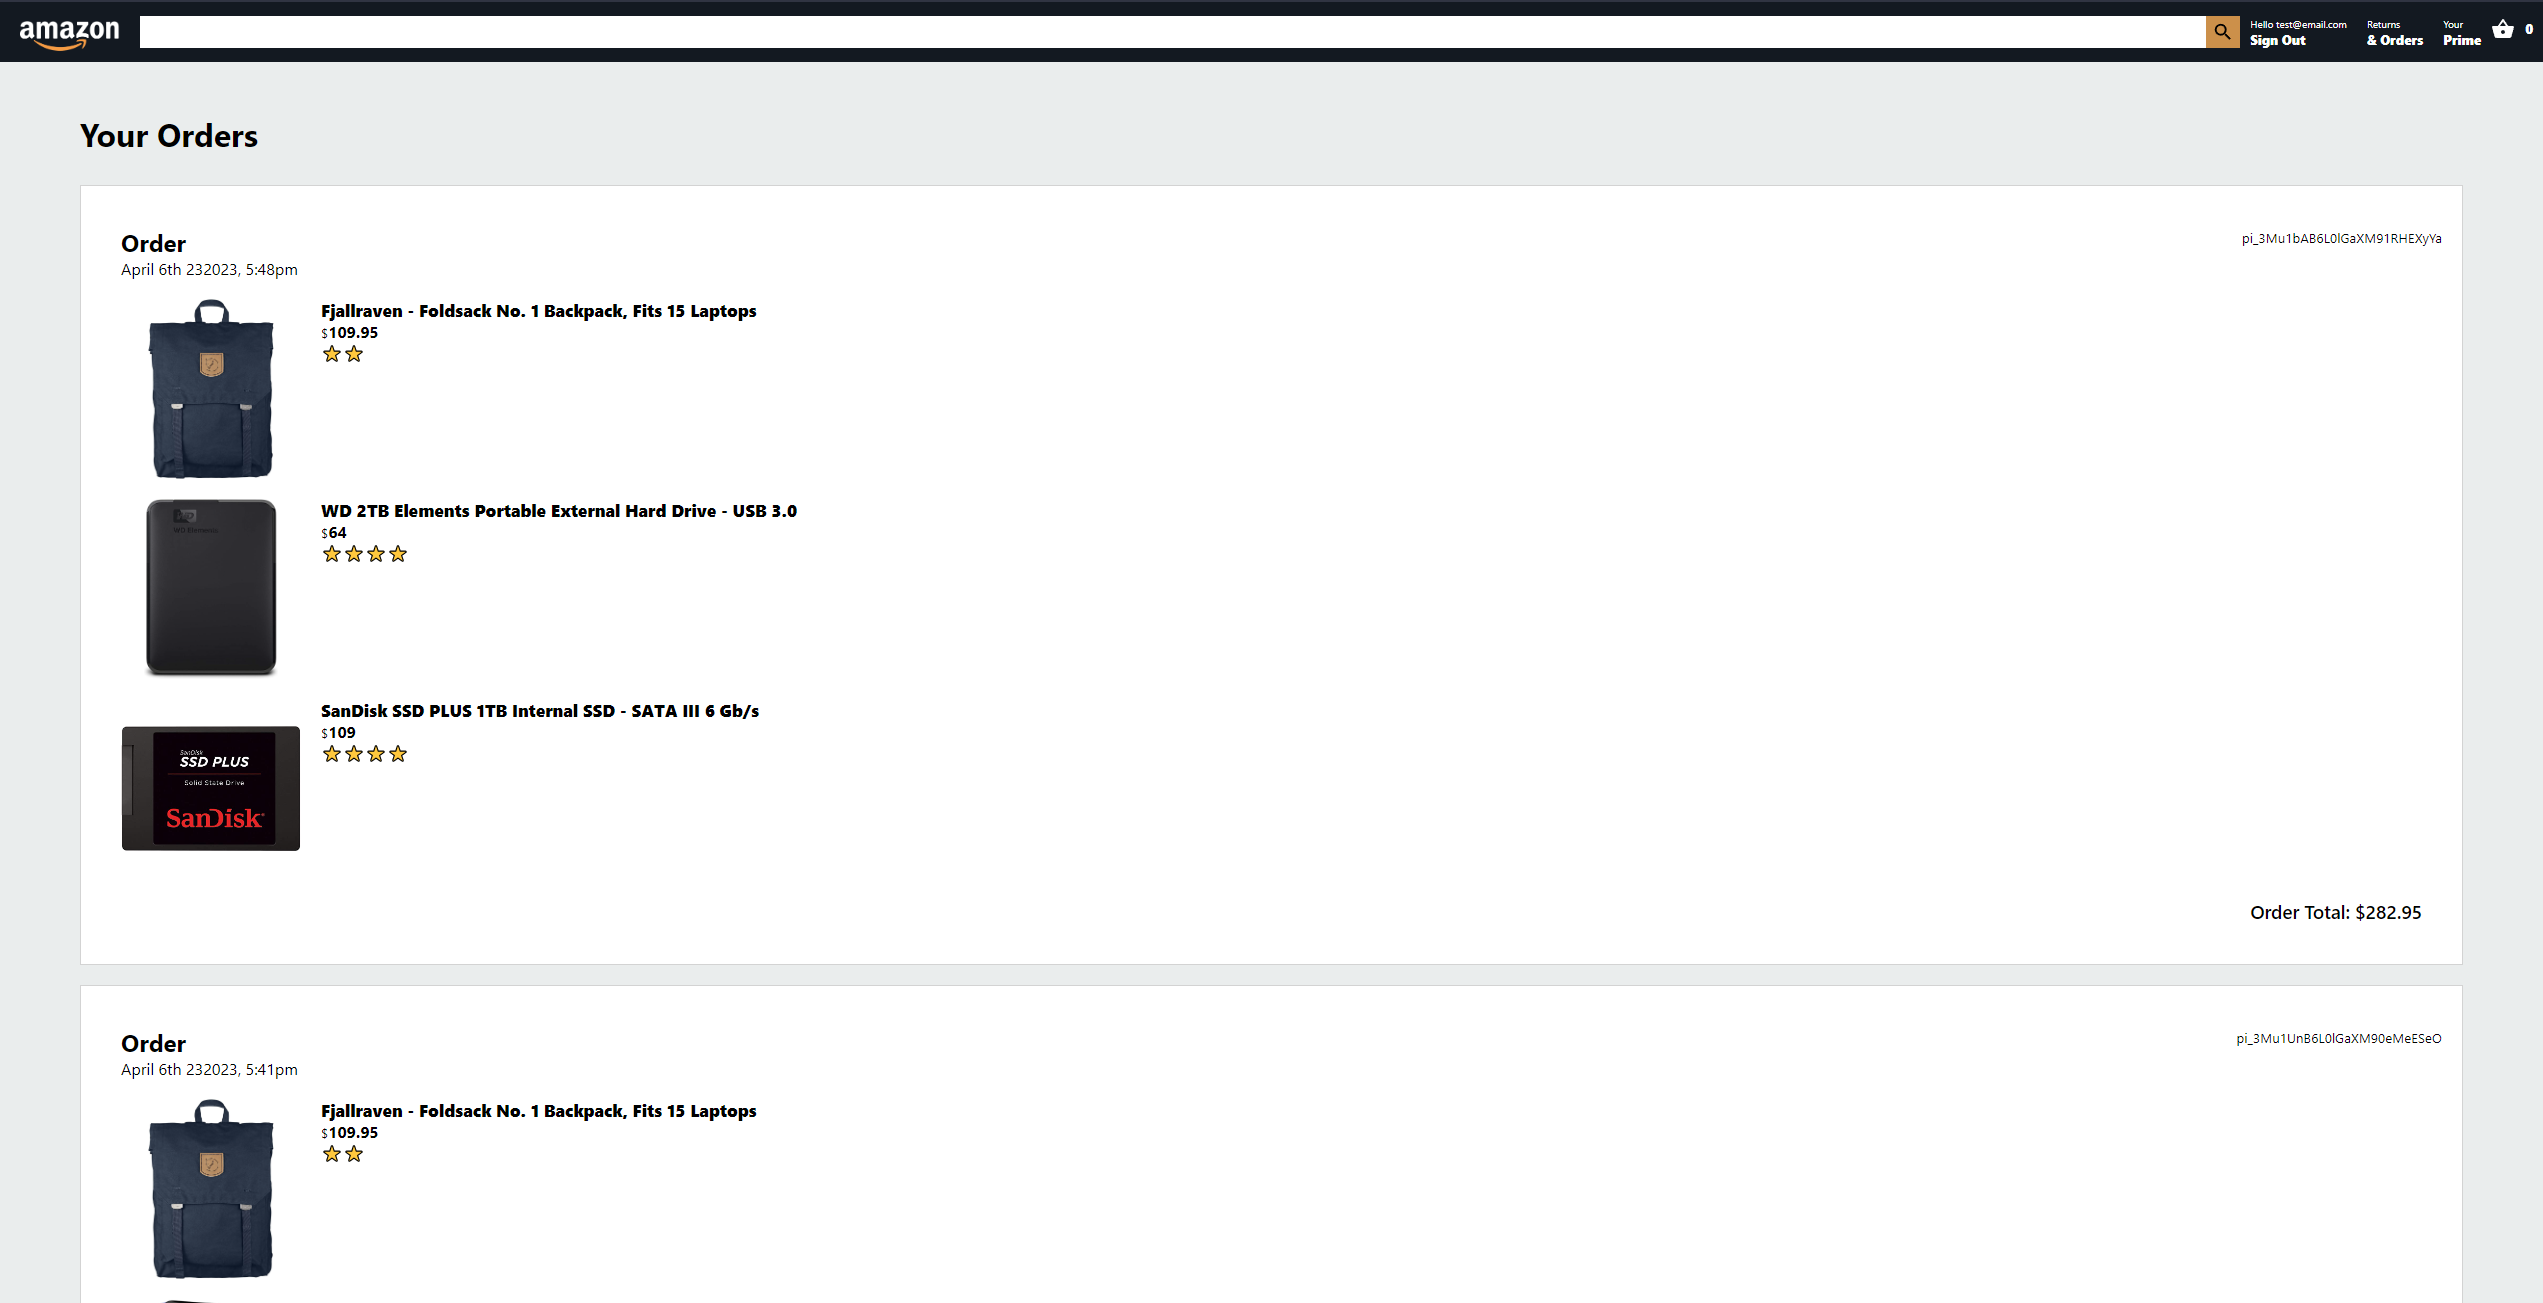 amazon
Hello test@email.com
Sign Out
Returns
& Orders
Your
Prime
0
Your Orders
Order
pi_3Mu1bAB6L0lGaXM91RHEXyYa
April 6th 232023, 5:48pm
Fjallraven - Foldsack No. 1 Backpack, Fits 15 Laptops
$109.95
WD 2TB Elements Portable External Hard Drive - USB 3.0
$64
WD
WD Elements
SanDisk SSD PLUS 1TB Internal SSD - SATA III 6 Gb/s
$109
SanDisk
SSD PLUS
Solid State Drive
SanDisk
Order Total: $282.95
Order
pi_3Mu1UnB6L0lGaXM90eMeESeO
April 6th 232023, 5:41pm
Fjallraven - Foldsack No. 1 Backpack, Fits 15 Laptops
$109.95